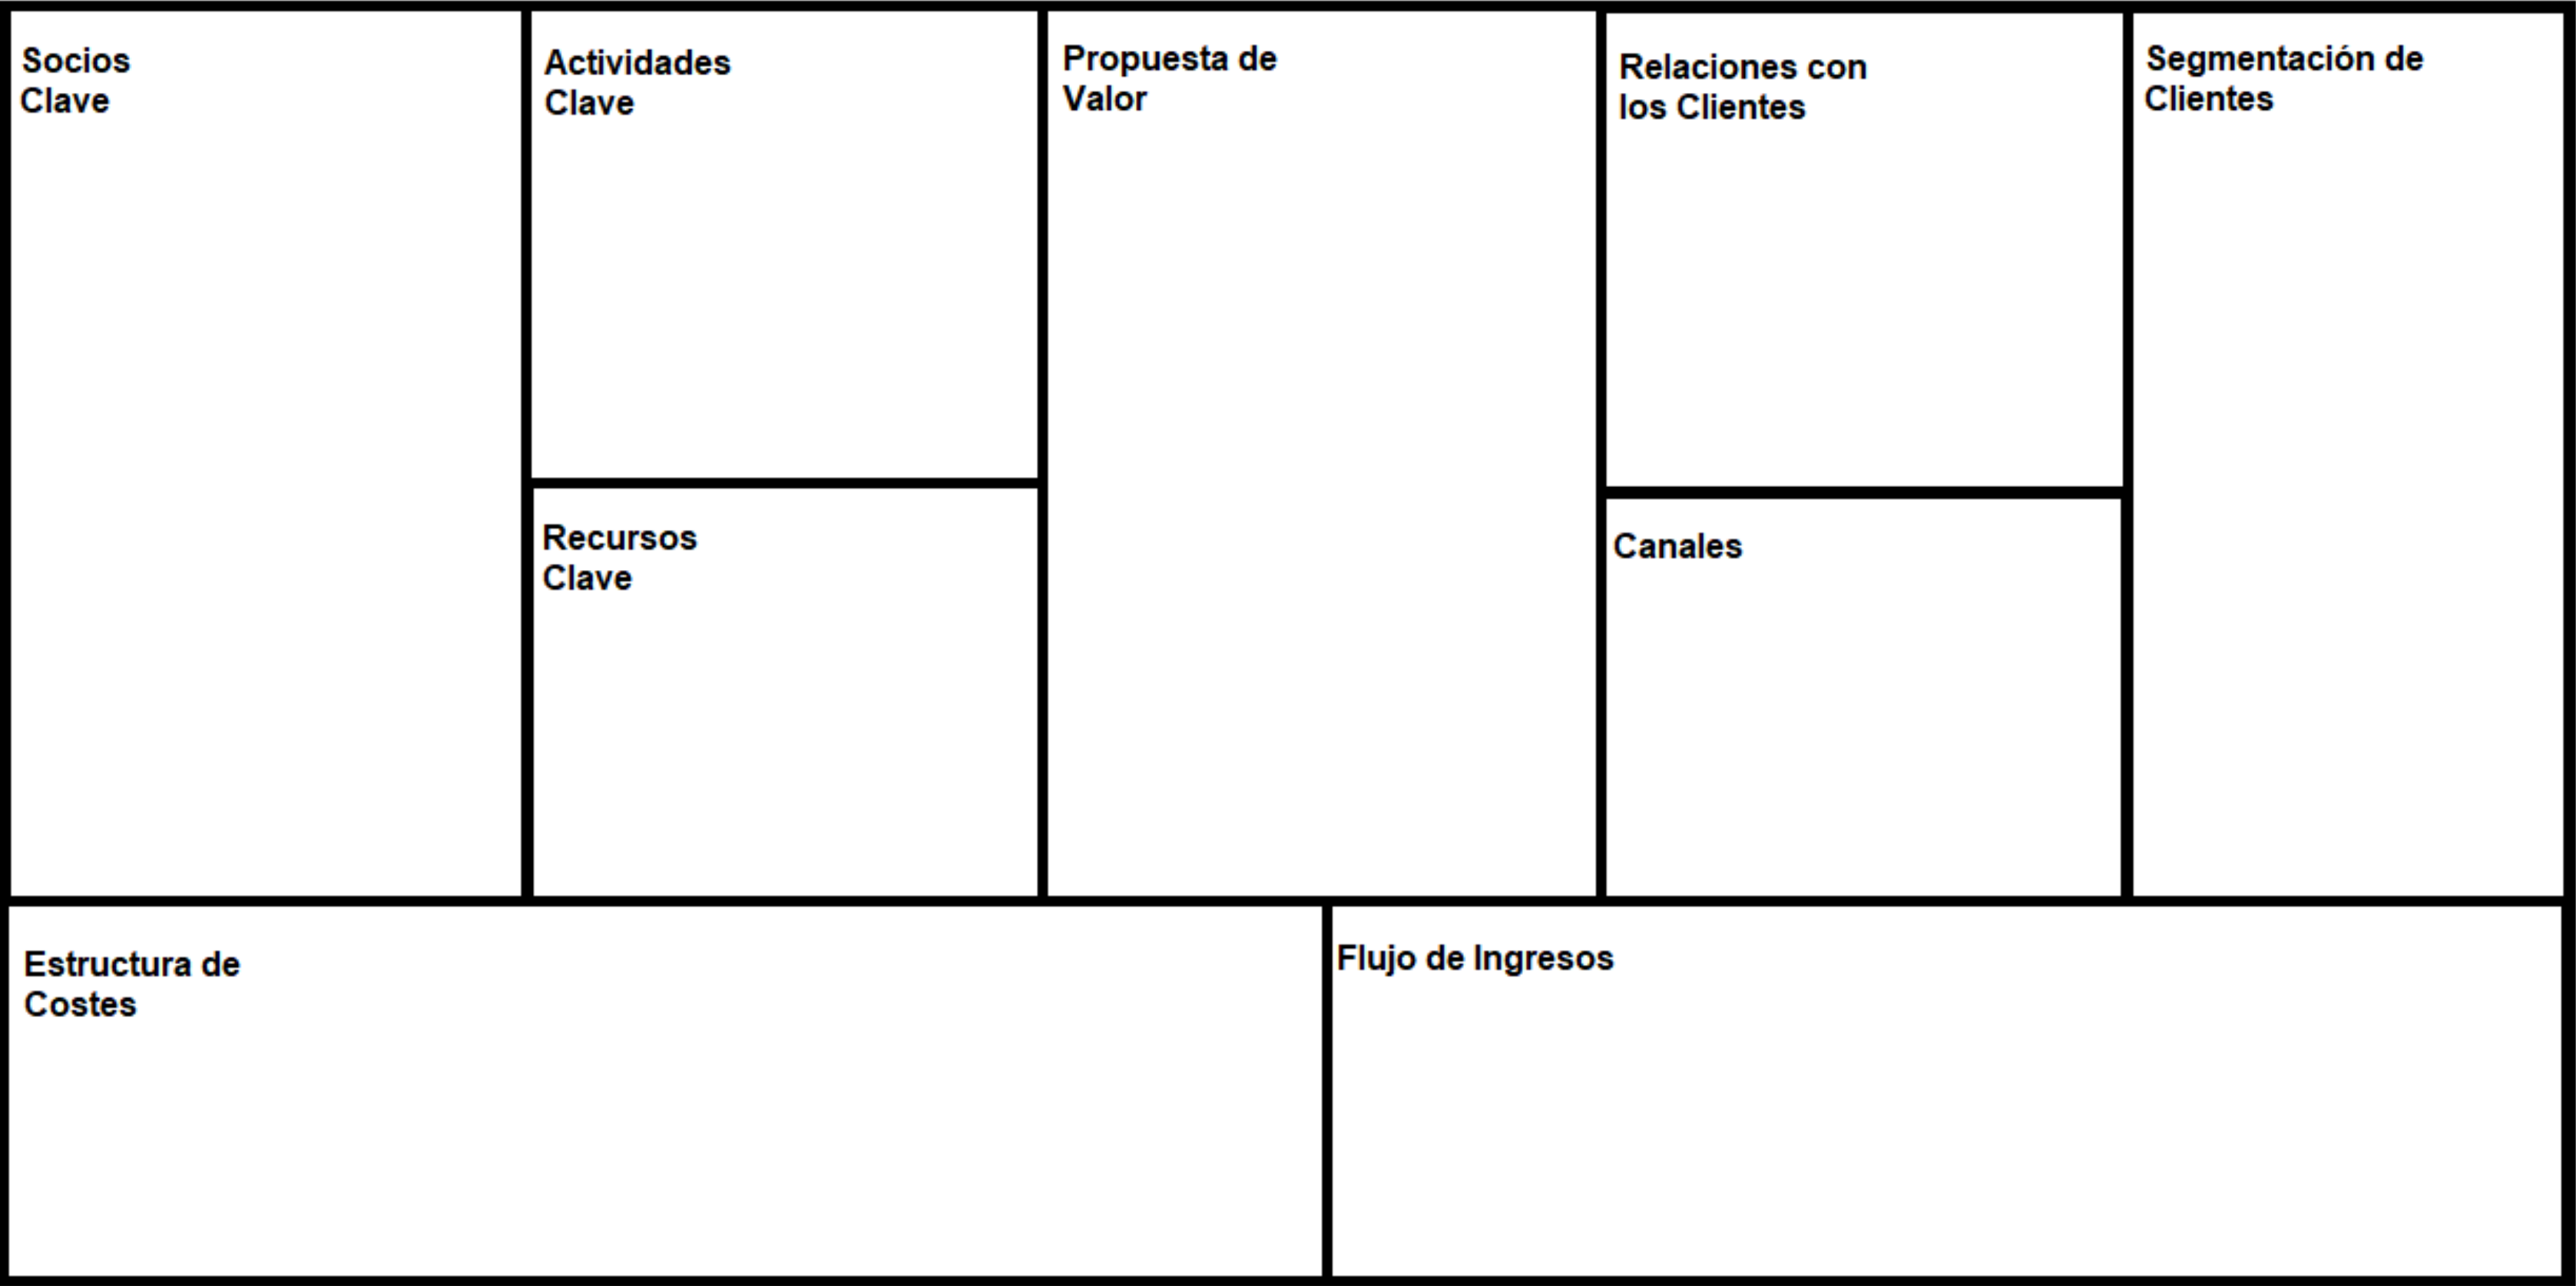 Socios
Clave
Actividades
Clave
Recursos
Clave
Propuesta de
Valor
Relaciones con
los Clientes
Canales
Segmentación de
Clientes
Estructura de
Costes
Flujo de Ingresos